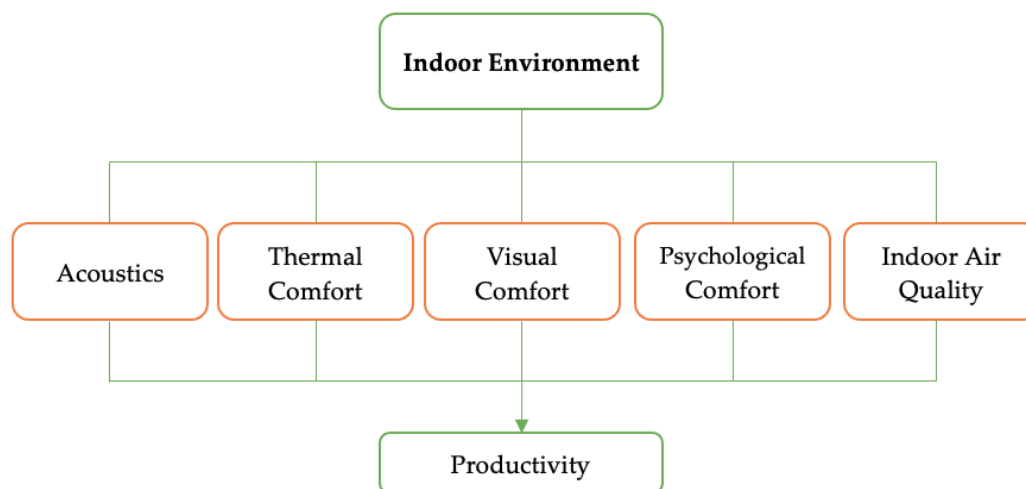 Indoor Environment
Acoustics
Thermal
Comfort
Visual
Comfort
Psychological
Comfort
Indoor Air
Quality
Productivity